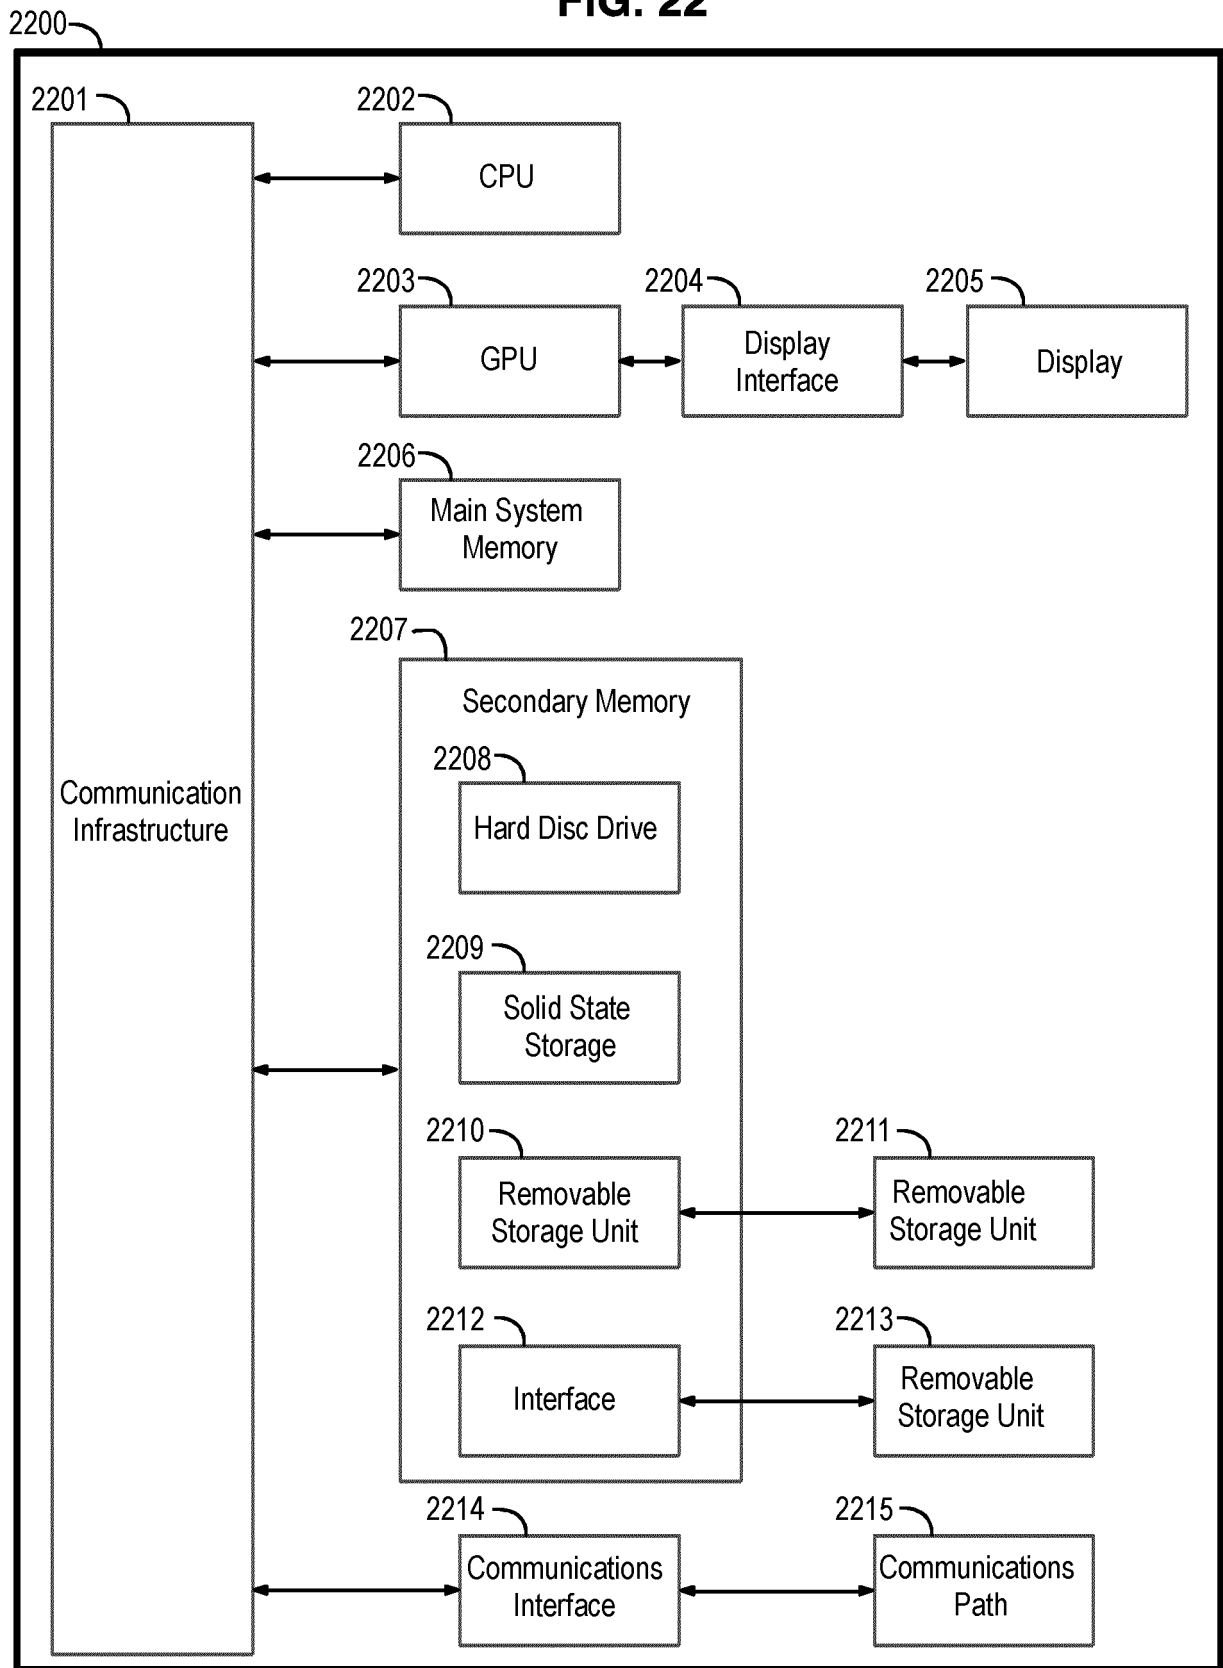 FIG. 22
2200
2201
2202
CPU
2203
2204
2205
GPU
Display
Interface
Display
2206
Main System
Memory
2207
Secondary Memory
2208
Communication
Infrastructure
Hard Disc Drive
2209
Solid State
Storage
2210
2211
Removable
Storage Unit
Removable
Storage Unit
2212
2213
Interface
Removable
Storage Unit
2214
2215
Communications
Interface
Communications
Path